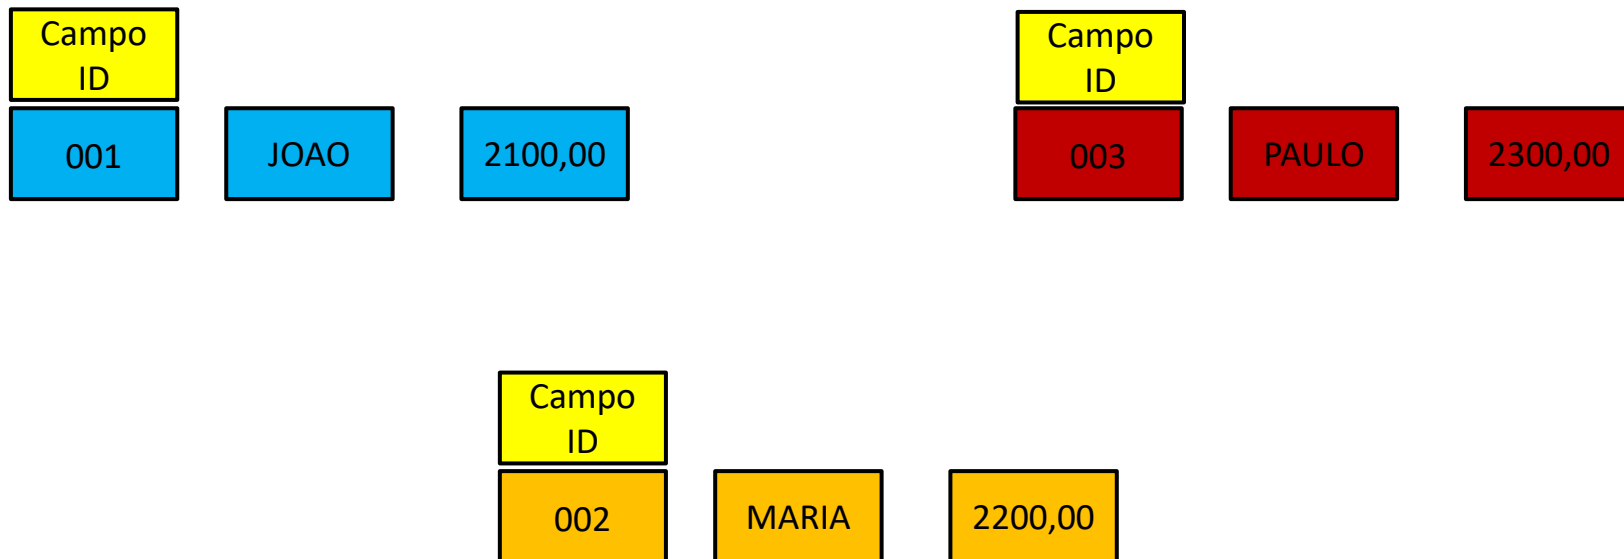 Campo
ID
001 JOAO 2100,00
Campo
ID
003 PAULO 2300,00
Campo
ID
002 MARIA 2200,00